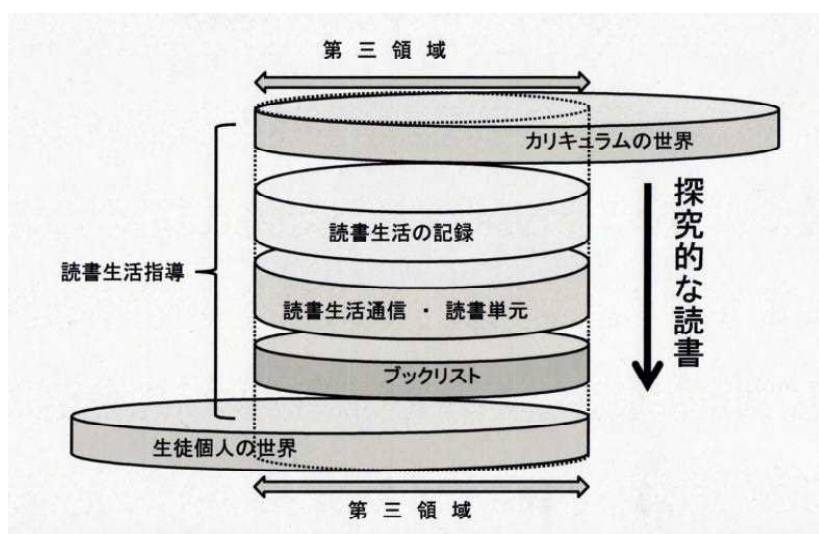 第三領域
カリキュラムの世界
読書生活の記録
読書生活指導
読書生活通信 ・ 読書単元
ブックリスト
生徒個人の世界
第三領域
探究的な読書